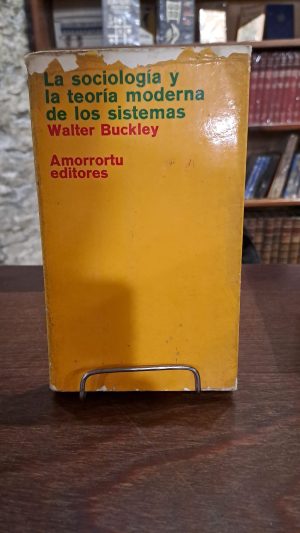 La sociología y
la teoría moderna
de los sistemas
Walter Buckley
Amorrortu
editores